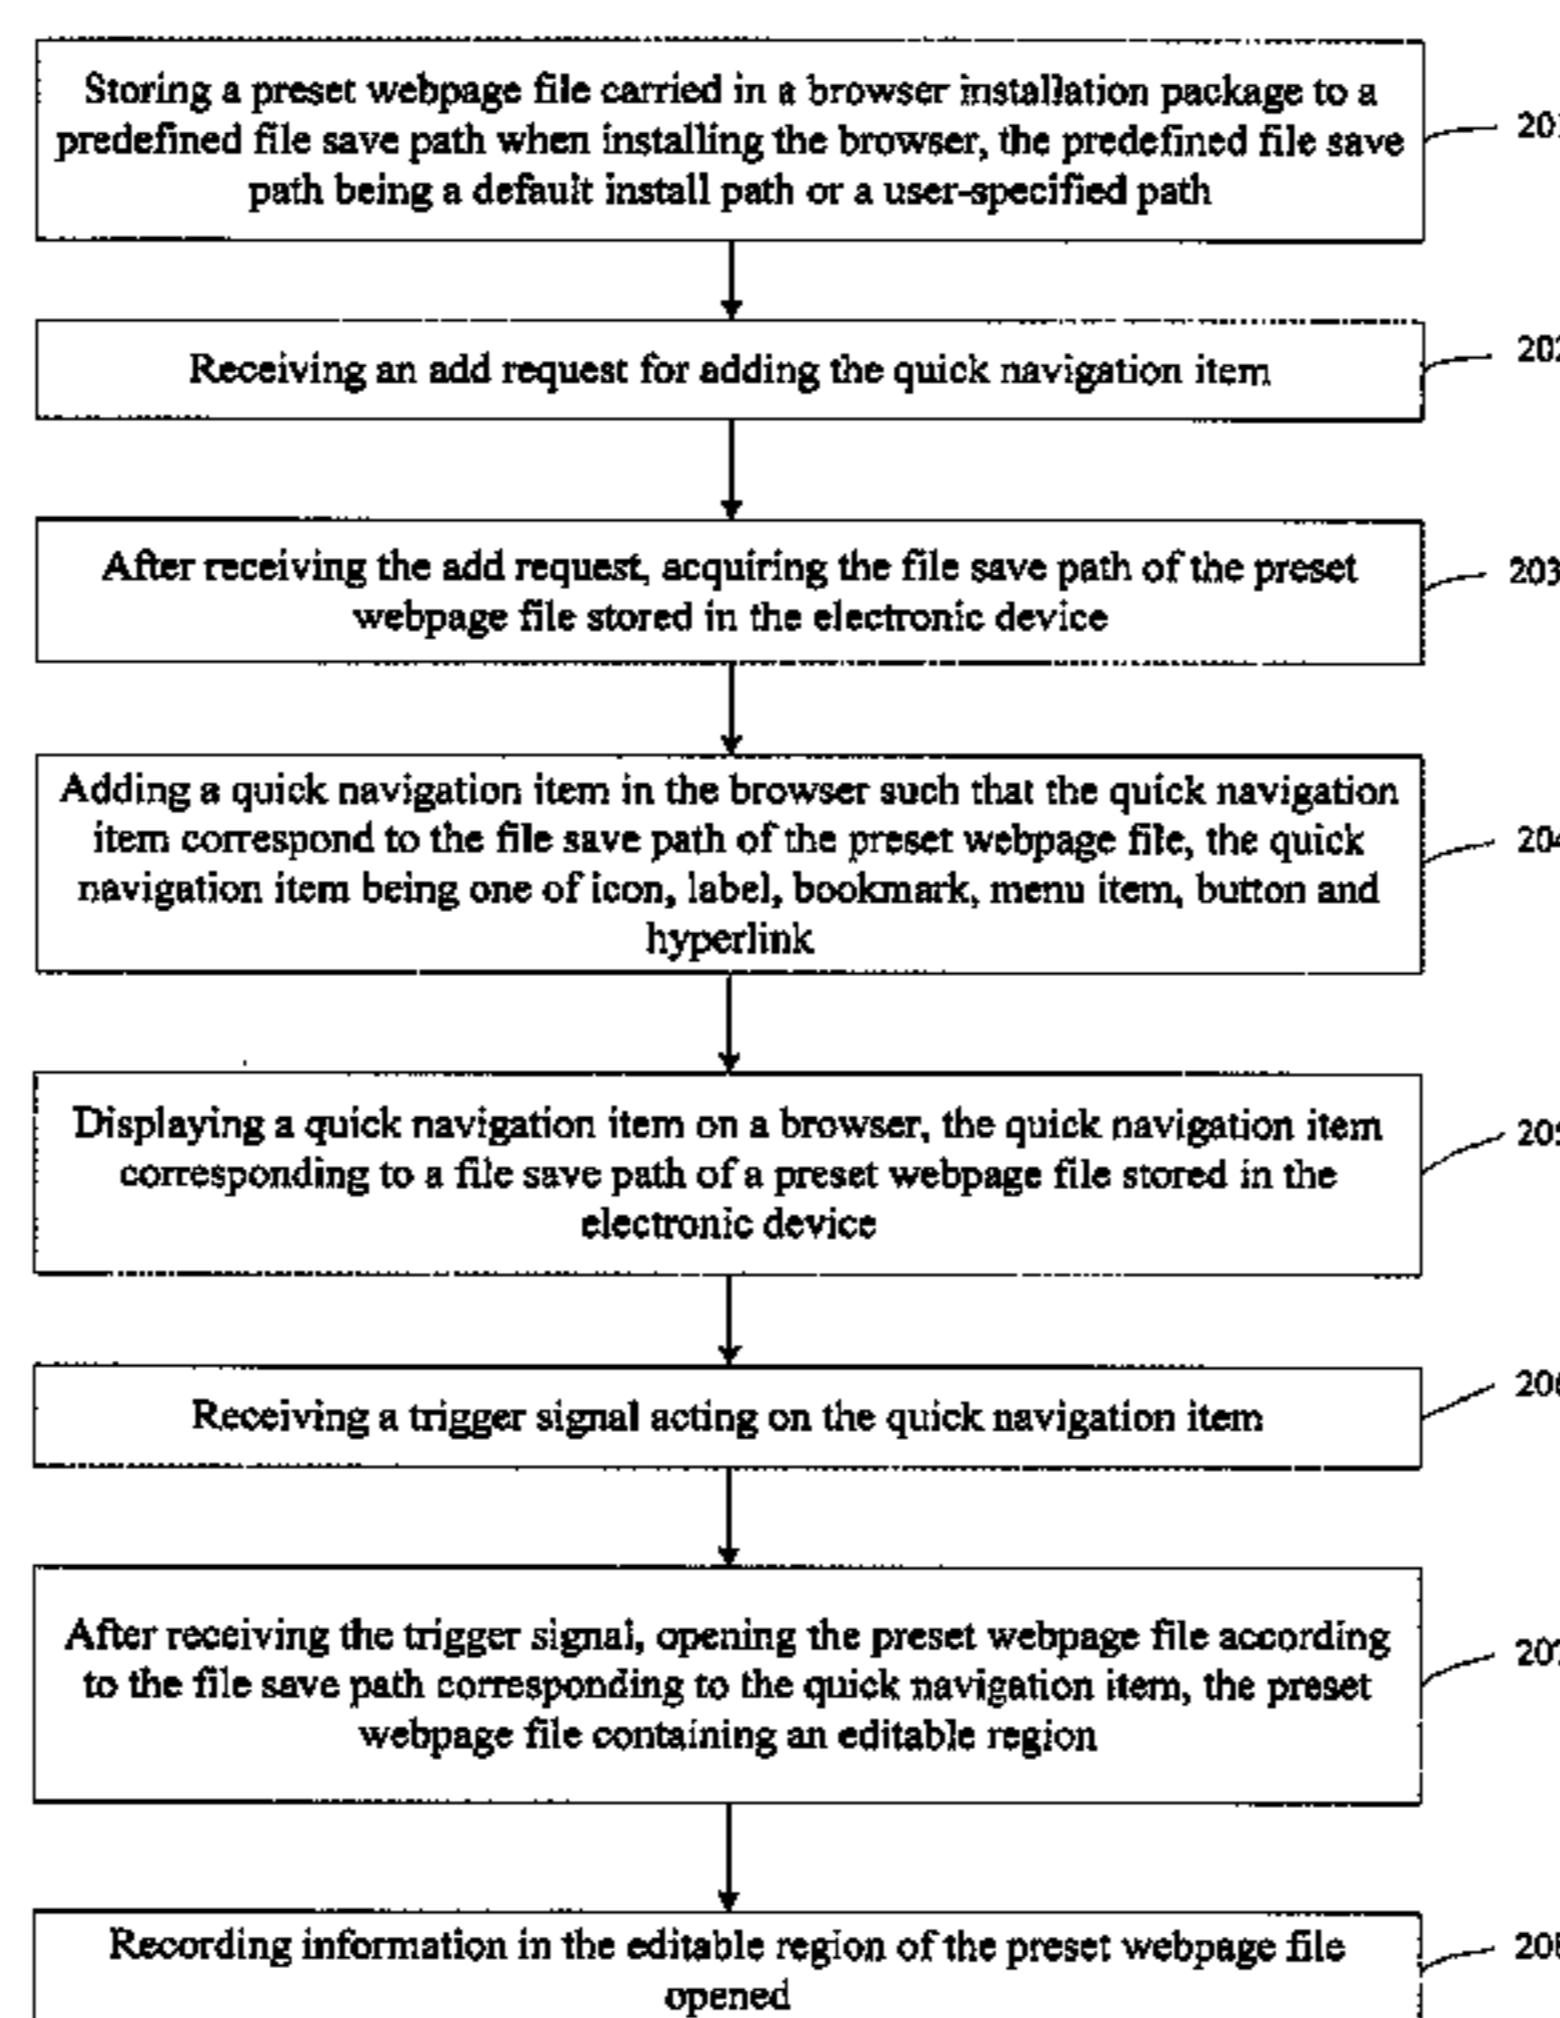 Storing a preset webpage file carried in a browser installation package to a
predefined file save path when installing the browser, the predefined file save
path being a default install path or a user-specified path
201
Receiving an add request for adding the quick navigation item
202
After receiving the add request, acquiring the file save path of the preset
webpage file stored in the electronic device
203
Adding a quick navigation item in the browser such that the quick navigation
item correspond to the file save path of the preset webpage file, the quick
navigation item being one of icon, label, bookmark, menu item, button and
hyperlink
204
Displaying a quick navigation item on a browser, the quick navigation item
corresponding to a file save path of a preset webpage file stored in the
electronic device
205
Receiving a trigger signal acting on the quick navigation item
206
After receiving the trigger signal, opening the preset webpage file according
to the file save path corresponding to the quick navigation item, the preset
webpage file containing an editable region
207
Recording information in the editable region of the preset webpage file
opened
208